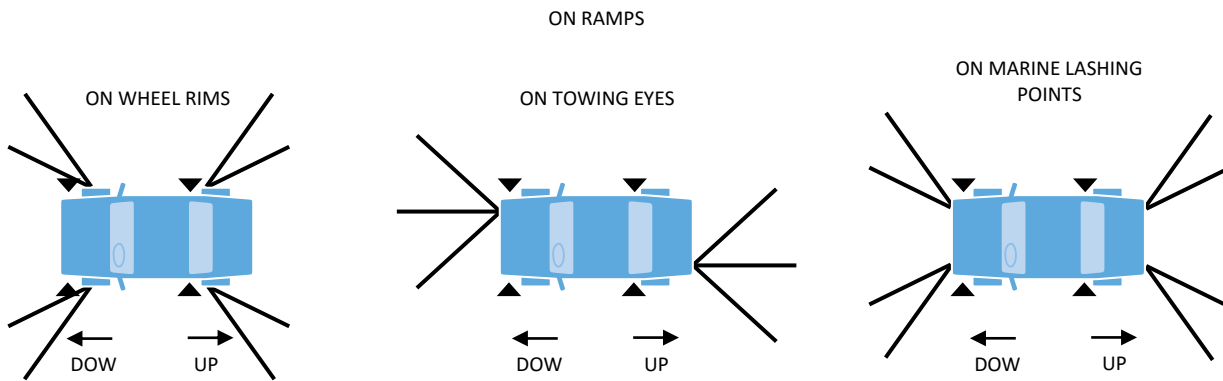 ON RAMPS
ON WHEEL RIMS
ON TOWING EYES
ON MARINE LASHING
POINTS
DOW
UP
DOW
UP
DOW
UP